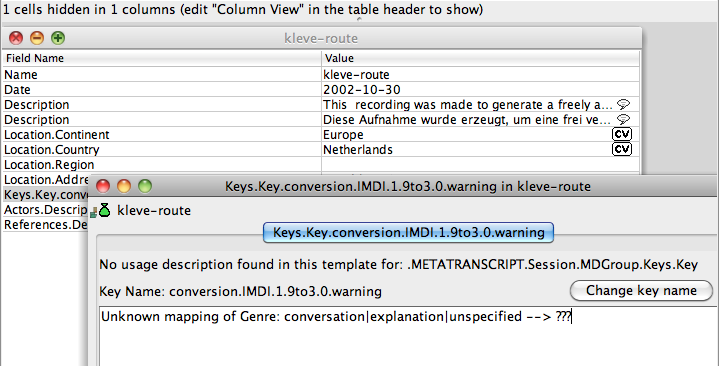 1 cells hidden in 1 columns (edit "Column View" in the table header to show)
kleve-route
Field Name Value
Name kleve-route
Date 2002-10-30
Description This recording was made to generate a freely a...
Description Diese Aufnahme wurde erzeugt, um eine frei ve...
Location.Continent Europe CV
Location.Country Netherlands CV
Location.Region
Location.Addre
Keys.Key.conv
Actors.Descrip
References.De
Keys.Key.conversion.IMDI.1.9to3.0.warning in kleve-route
kleve-route
Keys.Key.conversion.IMDI.1.9to3.0.warning
No usage description found in this template for: .METATRANSCRIPT.Session.MDGroup.Keys.Key
Key Name: conversion.IMDI.1.9to3.0.warning Change key name
Unknown mapping of Genre: conversation|explanation|unspecified --> ???